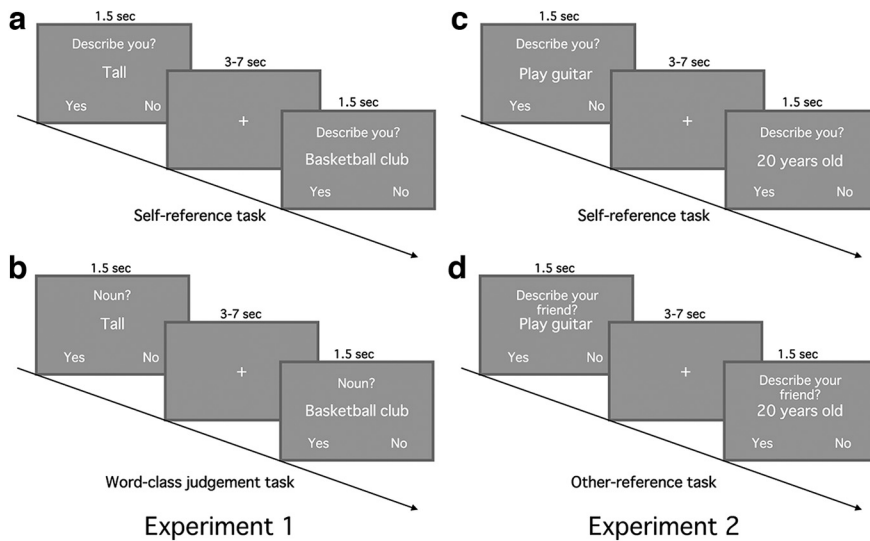 a
1.5 sec
Describe you?
Tall
Yes No
3-7 sec
+
1.5 sec
Describe you?
Basketball club
Yes No
Self-reference task
b
1.5 sec
Noun?
Tall
Yes No
3-7 sec
+
1.5 sec
Noun?
Basketball club
Yes No
Word-class judgement task
Experiment 1
c
1.5 sec
Describe you?
Play guitar
Yes No
3-7 sec
+
1.5 sec
Describe you?
20 years old
Yes No
Self-reference task
d
1.5 sec
Describe your
friend?
Play guitar
Yes No
3-7 sec
+
1.5 sec
Describe your
friend?
20 years old
Yes No
Other-reference task
Experiment 2